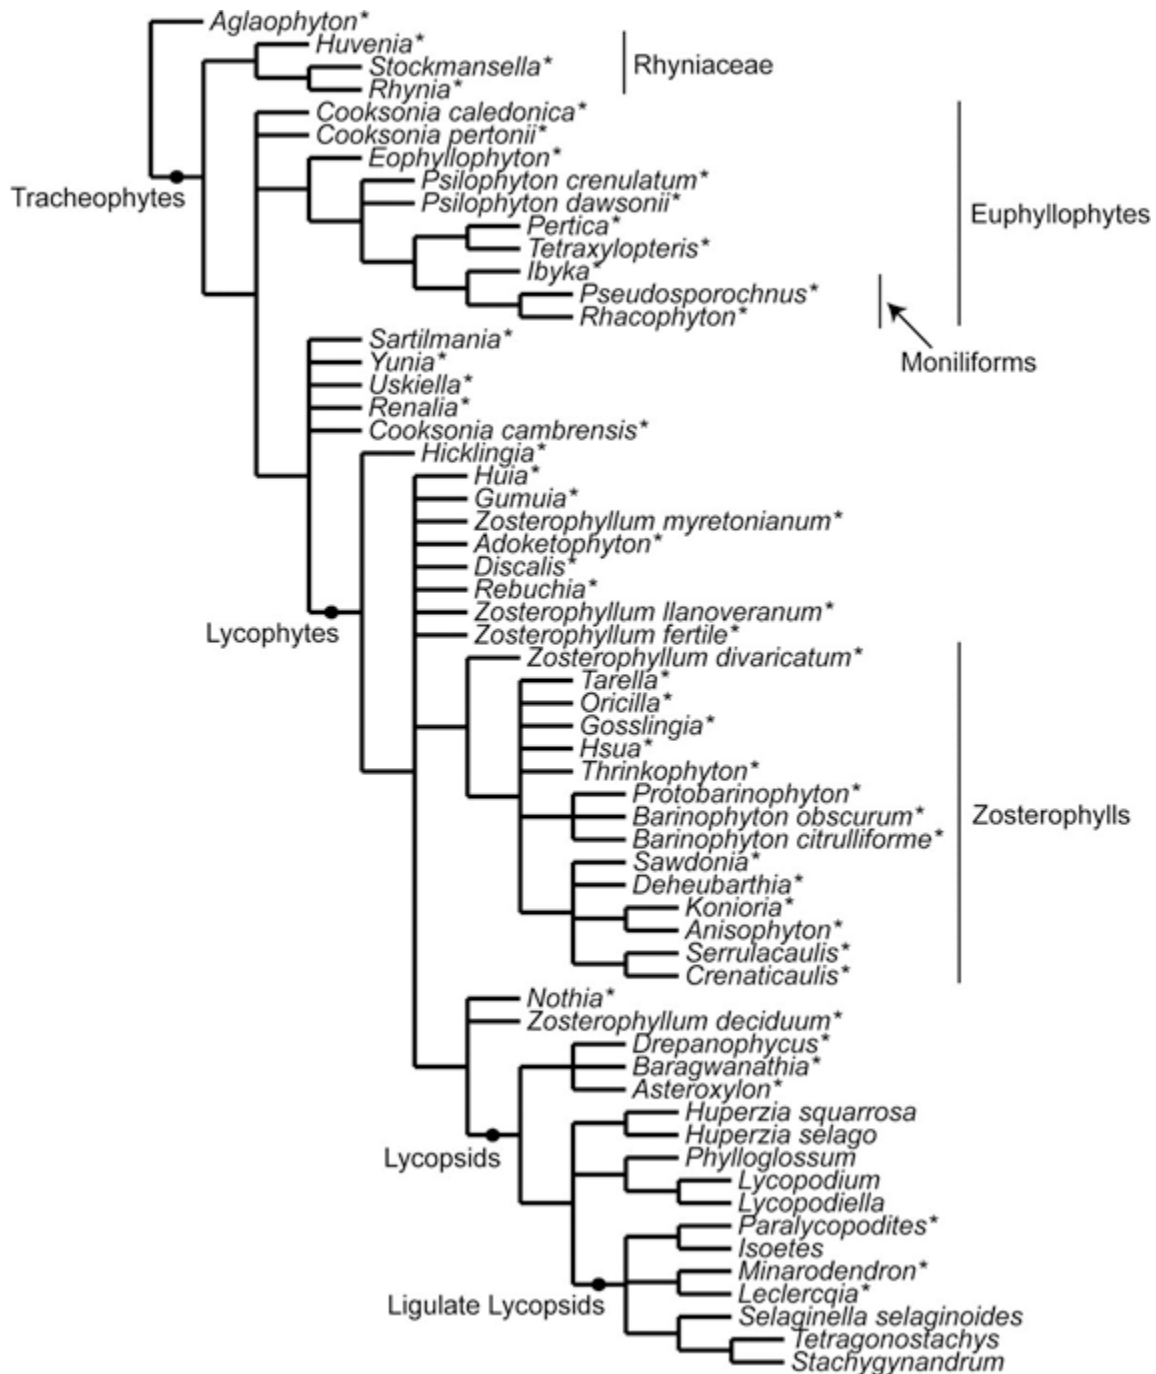 Aglaophyton*
Huvenia*
Stockmansella*
Rhynia*
Rhyniaceae
Cooksonia caledonica*
Cooksonia pertonii*
Eophyllophyton*
Psilophyton crenulatum*
Tracheophytes
Psilophyton dawsonii*
Euphyllophytes
Pertica*
Tetraxylopteris*
Ibyka*
Pseudosporochnus*
Rhacophyton*
Moniliforms
Sartilmania*
Yunia*
Uskiella*
Renalia*
Cooksonia cambrensis*
Hicklingia*
Huia*
Gumuia*
Zosterophyllum myretonianum*
Adoketophyton*
Discalis*
Rebuchia*
Zosterophyllum llanoveranum*
Lycophytes
Zosterophyllum fertile*
Zosterophyllum divaricatum*
Tarella*
Oricilla*
Gosslingia*
Hsua*
Thrinkophyton*
Protobarinophyton*
Barinophyton obscurum*
Zosterophylls
Barinophyton citrulliforme*
Sawdonia*
Deheubarthia*
Konioria*
Anisophyton*
Serrulacaulis*
Crenaticaulis*
Nothia*
Zosterophyllum deciduum*
Drepanophycus*
Baragwanathia*
Asteroxylon*
Huperzia squarrosa
Huperzia selago
Lycopsids
Phylloglossum
Lycopodium
Lycopodiella
Paralycopodites*
Isoetes
Minarodendron*
Leclercqia*
Ligulate Lycopsids
Selaginella selaginoides
Tetragonostachys
Stachygynandrum